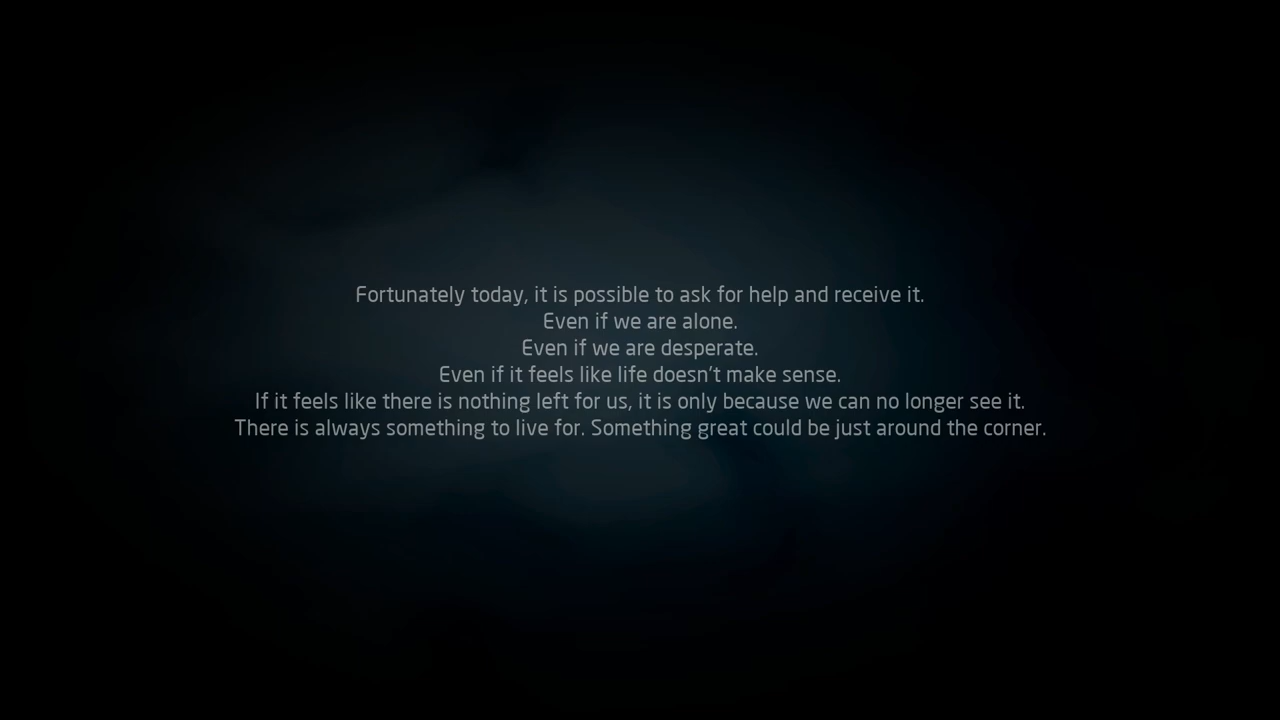 Fortunately today, it is possible to ask for help and receive it.
Even if we are alone.
Even if we are desperate.
Even if it feels like life doesn't make sense.
If it feels like there is nothing left for us, it is only because we can no longer see it.
There is always something to live for. Something great could be just around the corner.